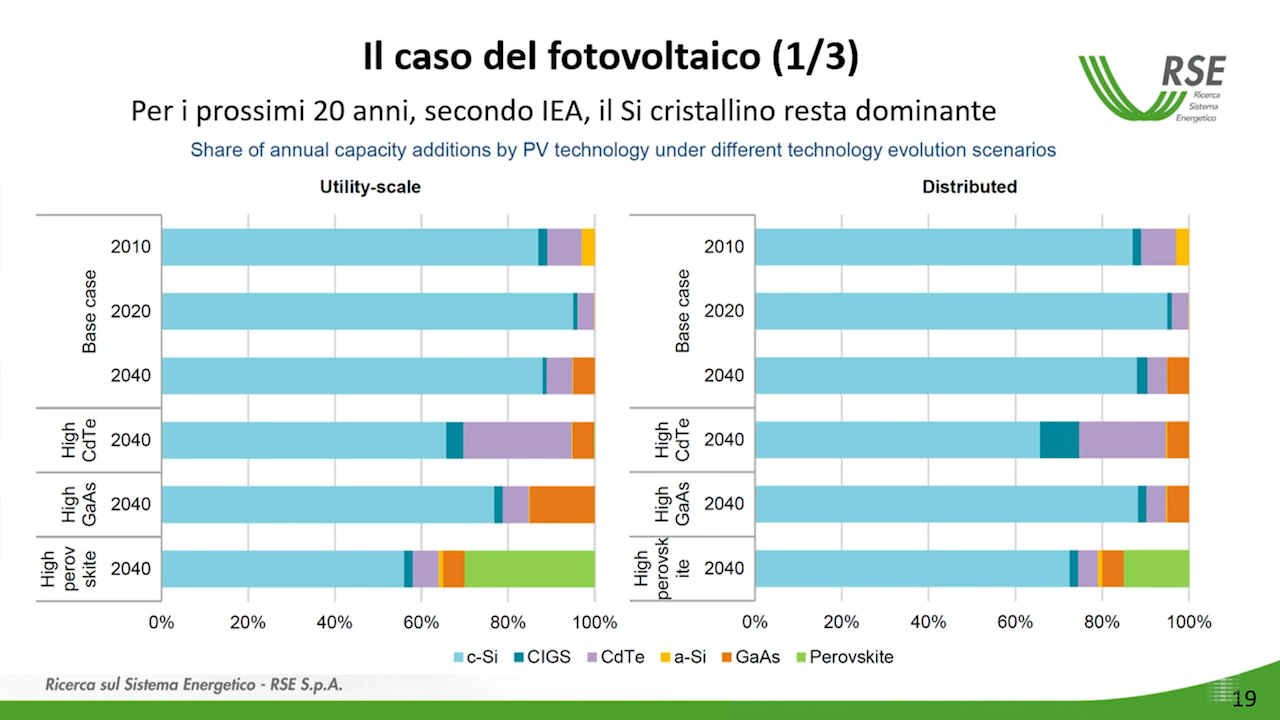 Il caso del fotovoltaico (1/3)
RSE
Ricerca
Sistema
Energetico
Per i prossimi 20 anni, secondo IEA, il Si cristallino resta dominante
Share of annual capacity additions by PV technology under different technology evolution scenarios
Utility-scale
Base case
2010
2020
2040
High
CdTe
2040
High
GaAs
2040
High
perov
skite
2040
0% 20% 40% 60% 80% 100%
Distributed
Base case
2010
2020
2040
High
CdTe
2040
High
GaAs
2040
High
perovsk
ite
2040
0% 20% 40% 60% 80% 100%
c-Si CIGS CdTe a-Si GaAs Perovskite
Ricerca sul Sistema Energetico - RSE S.p.A.
19